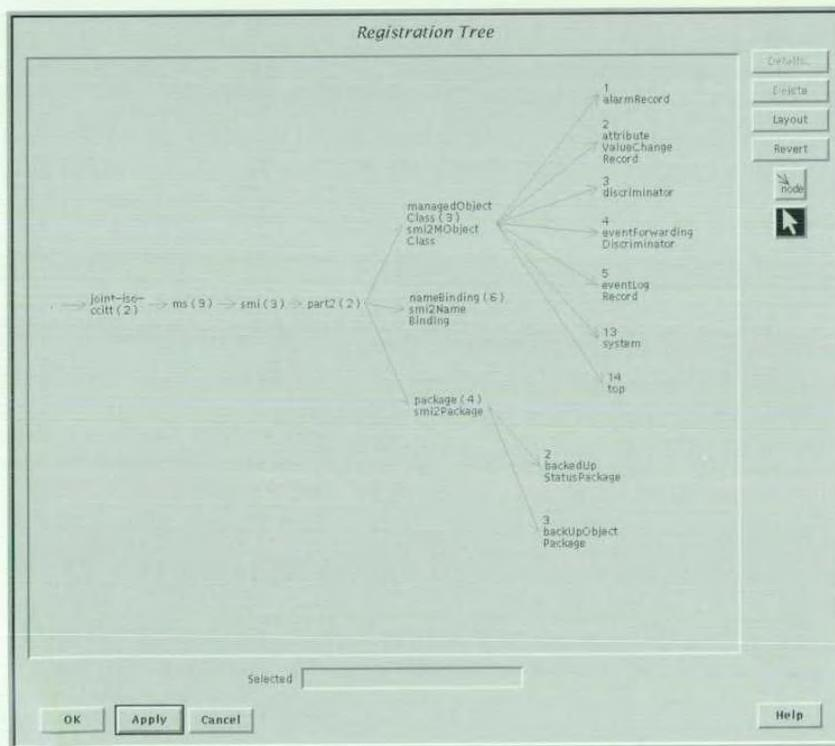 Registration Tree
Details...
Delete
Layout
Revert
node
1
alarmRecord
2
attribute
ValueChange
Record
3
discriminator
4
eventForwarding
Discriminator
5
eventLog
Record
13
system
14
top
managedObject
Class (3)
smi2MObject
Class
joint-iso-
ccitt (2)
ms (9)
smi (3)
part2 (2)
nameBinding (6)
smi2Name
Binding
package (4)
smi2Package
2
backedUp
StatusPackage
3
backUpObject
Package
Selected
OK
Apply
Cancel
Help